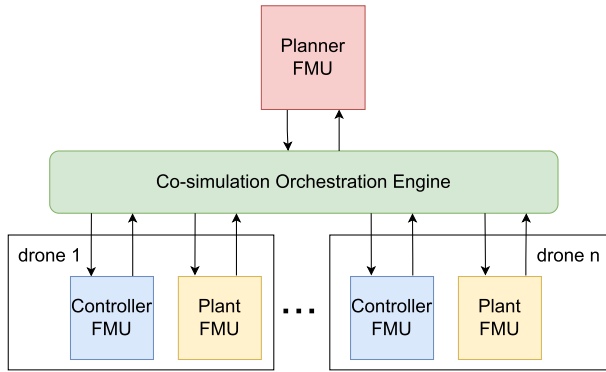 Planner
FMU
Co-simulation Orchestration Engine
drone 1
drone n
Controller
FMU
Plant
FMU
...
Controller
FMU
Plant
FMU